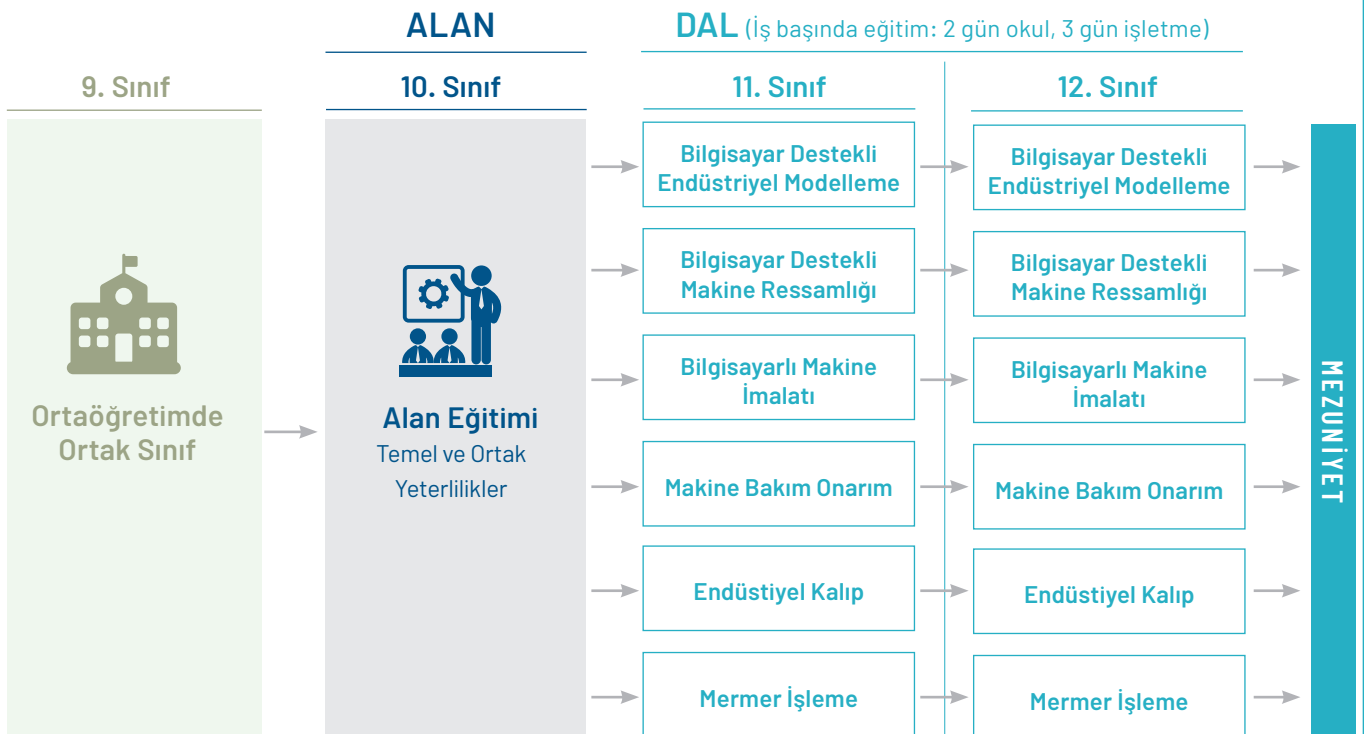 ALAN
DAL (İş başında eğitim: 2 gün okul, 3 gün işletme)
9. Sınıf
10. Sınıf
11. Sınıf
12. Sınıf
Ortaöğretimde
Ortak Sınıf
Alan Eğitimi
Temel ve Ortak
Yeterlilikler
Bilgisayar Destekli
Endüstriyel Modelleme
Bilgisayar Destekli
Endüstriyel Modelleme
Bilgisayar Destekli
Makine Ressamlığı
Bilgisayar Destekli
Makine Ressamlığı
Bilgisayarlı Makine
İmalatı
Bilgisayarlı Makine
İmalatı
Makine Bakım Onarım
Makine Bakım Onarım
Endüstiyel Kalıp
Endüstiyel Kalıp
Mermer İşleme
Mermer İşleme
MEZUNİYET